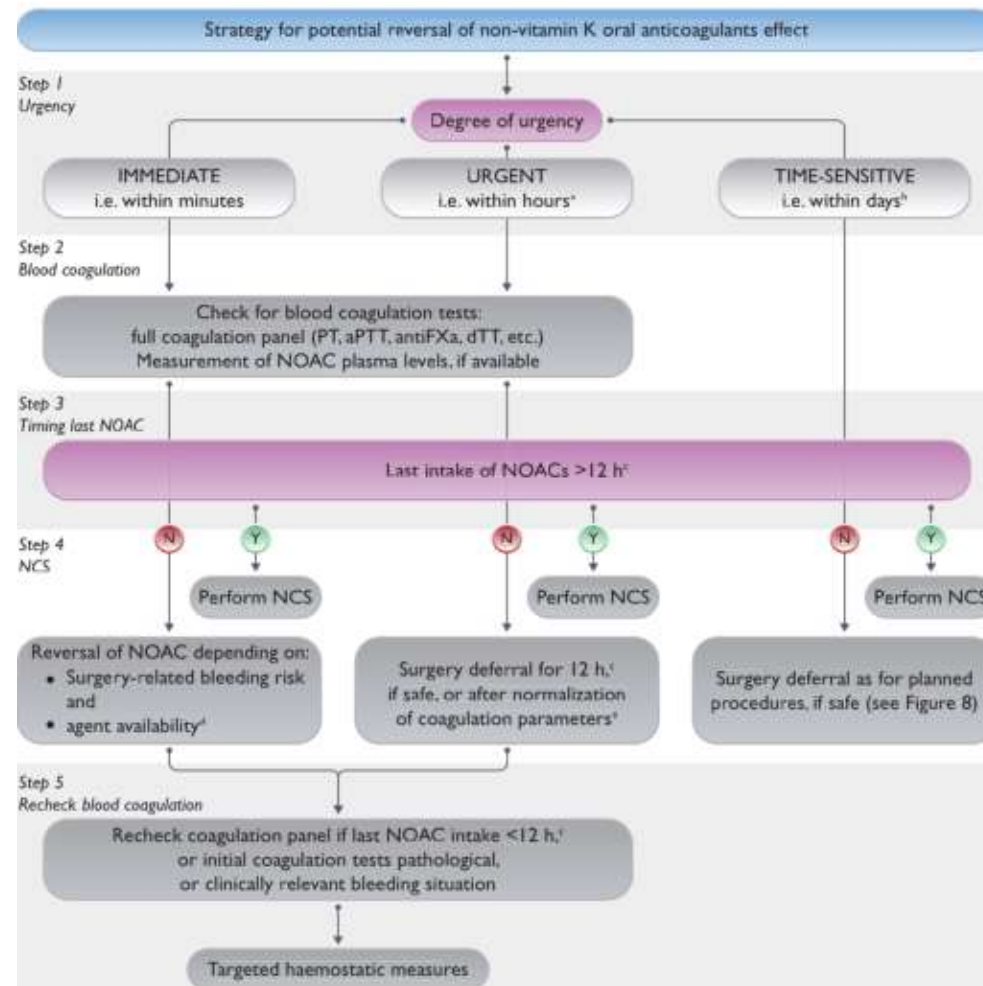 Strategy for potential reversal of non-vitamin K oral anticoagulants effect
Step 1
Urgency
Degree of urgency
IMMEDIATE
i.e. within minutes
URGENT
i.e. within hoursᵃ
TIME-SENSITIVE
i.e. within daysᵇ
Step 2
Blood coagulation
Check for blood coagulation tests:
full coagulation panel (PT, aPTT, antiFXa, dTT, etc.)
Measurement of NOAC plasma levels, if available
Step 3
Timing last NOAC
Last intake of NOACs >12 hᶜ
N
Y
N
Y
N
Y
Step 4
NCS
Perform NCS
Perform NCS
Perform NCS
Reversal of NOAC depending on:
• Surgery-related bleeding risk
and
• agent availabilityᵈ
Surgery deferral for 12 h,ᶜ
if safe, or after normalization
of coagulation parametersᵉ
Surgery deferral as for planned
procedures, if safe (see Figure 8)
Step 5
Recheck blood coagulation
Recheck coagulation panel if last NOAC intake <12 h,ᶜ
or initial coagulation tests pathological,
or clinically relevant bleeding situation
Targeted haemostatic measures